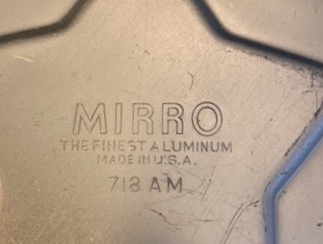 MIRRO
THE FINEST ALUMINUM
MADE IN U.S.A.
718 AM